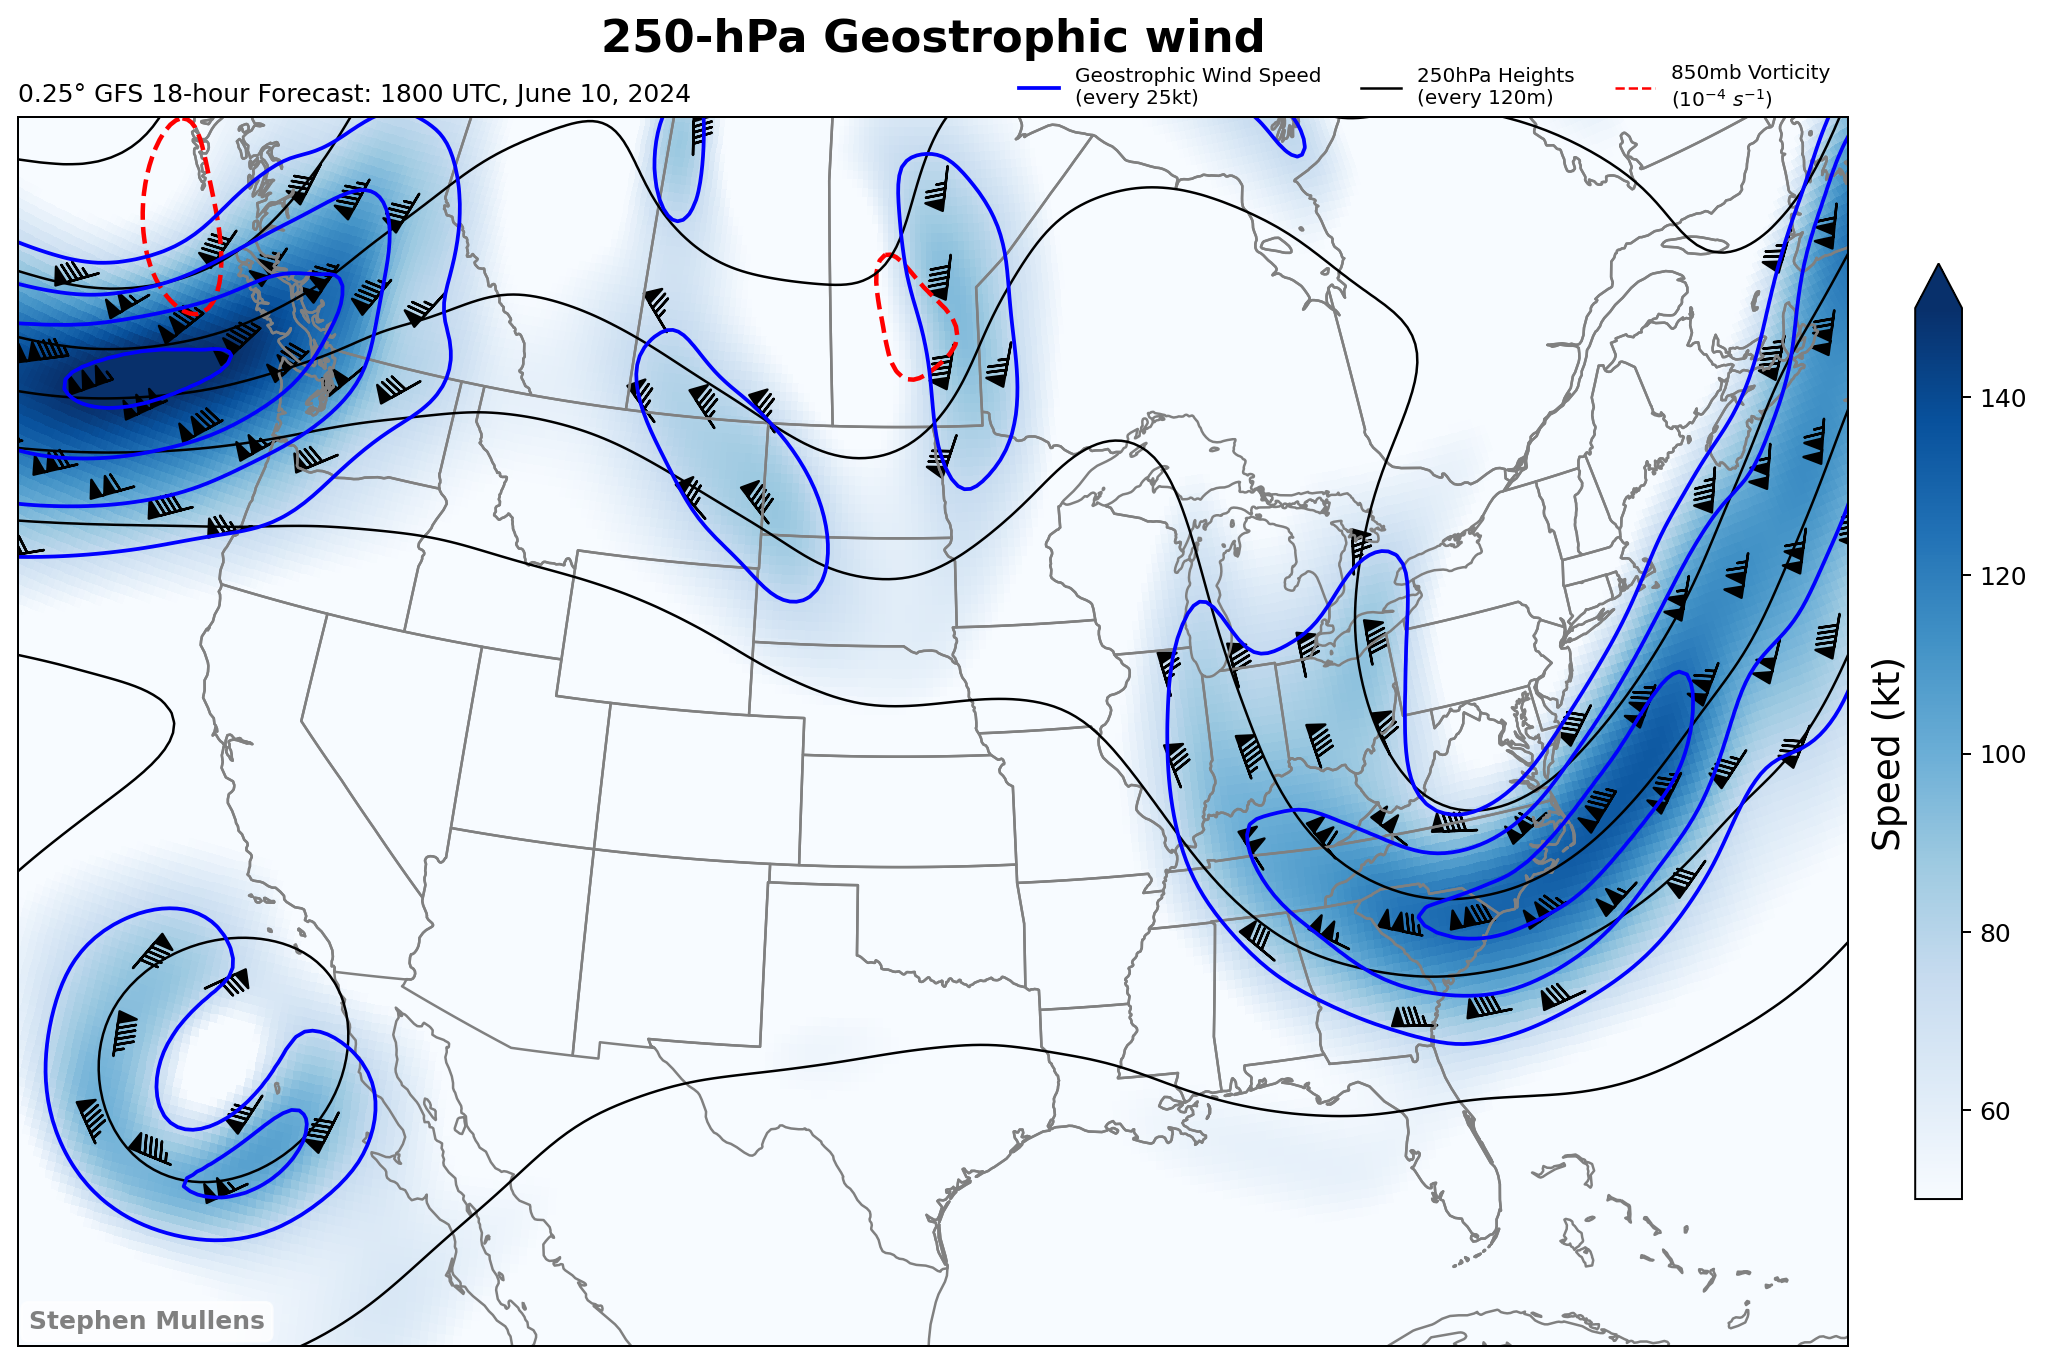 250-hPa Geostrophic wind
0.25° GFS 18-hour Forecast: 1800 UTC, June 10, 2024
Geostrophic Wind Speed
(every 25kt)
250hPa Heights
(every 120m)
850mb Vorticity
(10⁻⁴ s⁻¹)
140
120
100
80
60
Speed (kt)
Stephen Mullens